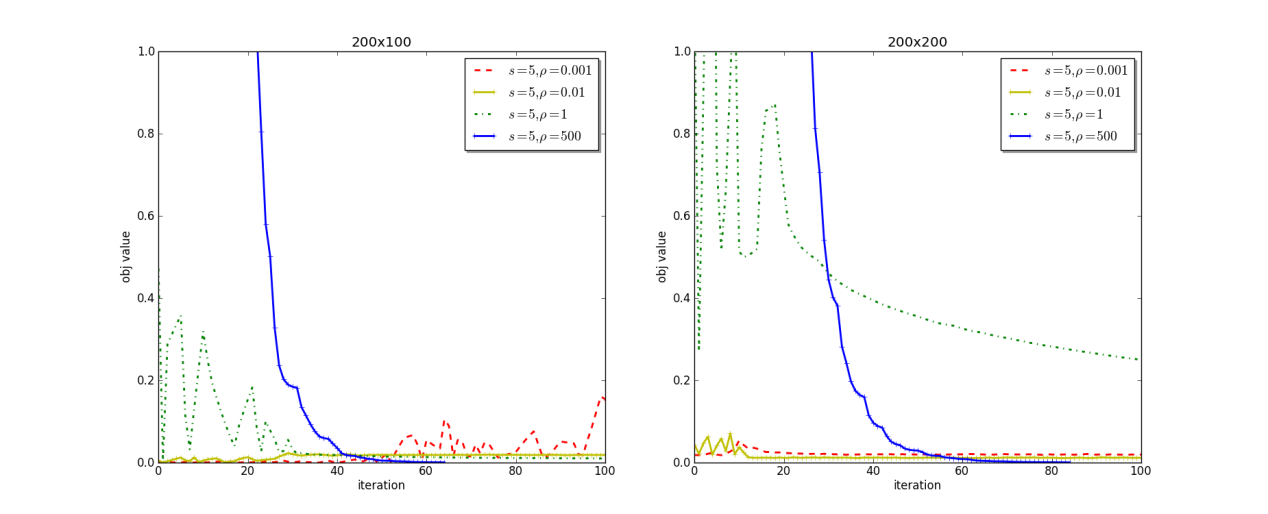 200x100
1.0
0.8
0.6
0.4
0.2
0.0
obj value
0
20
40
60
80
100
iteration
s=5,ρ=0.001
s=5,ρ=0.01
s=5,ρ=1
s=5,ρ=500
200x200
1.0
0.8
0.6
0.4
0.2
0.0
obj value
0
20
40
60
80
100
iteration
s=5,ρ=0.001
s=5,ρ=0.01
s=5,ρ=1
s=5,ρ=500